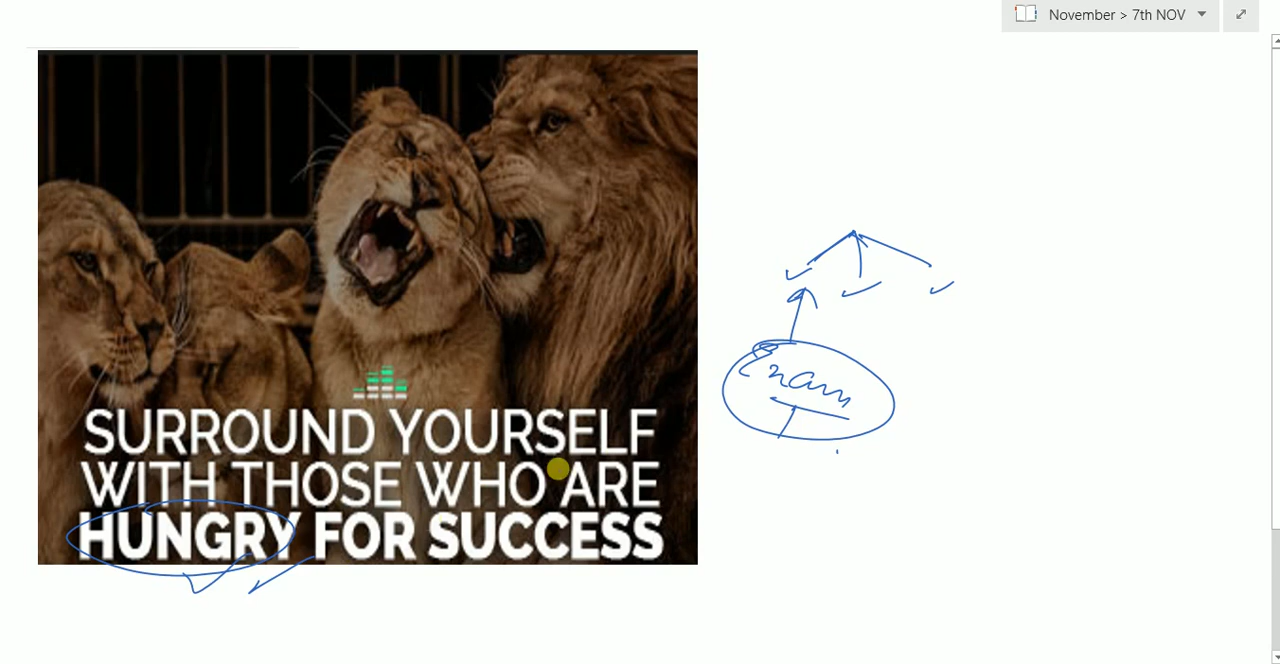 November > 7th NOV
SURROUND YOURSELF
WITH THOSE WHO ARE
HUNGRY FOR SUCCESS
Exam